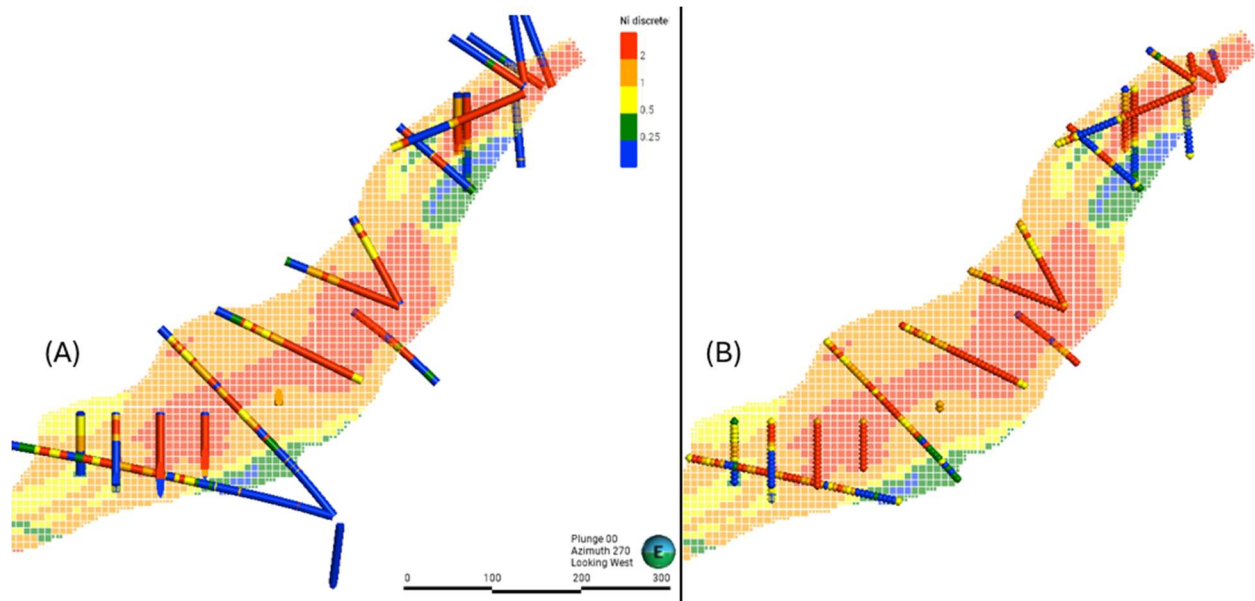 Ni discrete
2
1
0.5
0.25
(A)
(B)
Plunge 00
Azimuth 270
Looking West
E
0 100 200 300